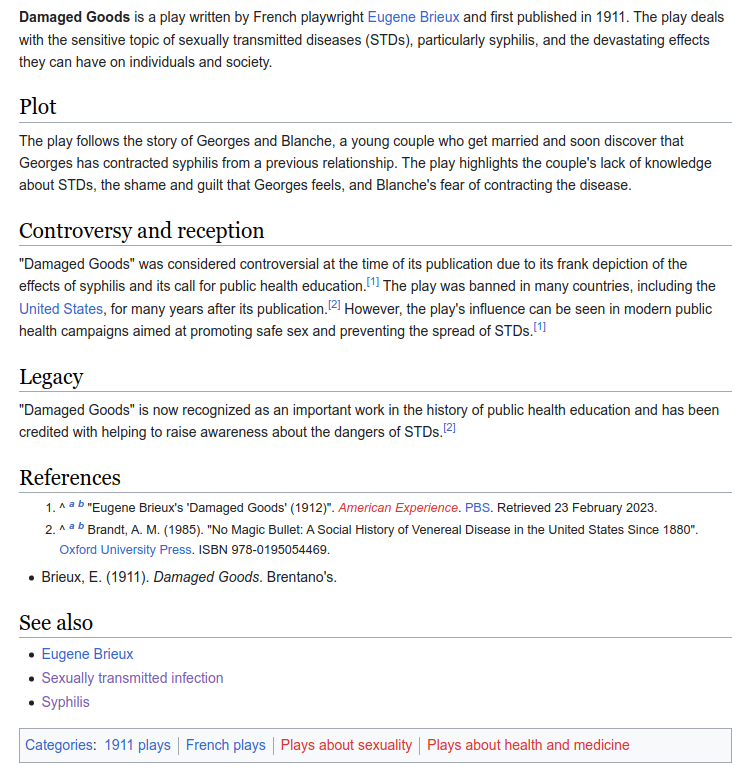 Damaged Goods is a play written by French playwright Eugene Brieux and first published in 1911. The play deals
with the sensitive topic of sexually transmitted diseases (STDs), particularly syphilis, and the devastating effects
they can have on individuals and society.
Plot
The play follows the story of Georges and Blanche, a young couple who get married and soon discover that
Georges has contracted syphilis from a previous relationship. The play highlights the couple's lack of knowledge
about STDs, the shame and guilt that Georges feels, and Blanche's fear of contracting the disease.
Controversy and reception
"Damaged Goods" was considered controversial at the time of its publication due to its frank depiction of the
effects of syphilis and its call for public health education.[1] The play was banned in many countries, including the
United States, for many years after its publication.[2] However, the play's influence can be seen in modern public
health campaigns aimed at promoting safe sex and preventing the spread of STDs.[1]
Legacy
"Damaged Goods" is now recognized as an important work in the history of public health education and has been
credited with helping to raise awareness about the dangers of STDs.[2]
References
1. ^ a b "Eugene Brieux's 'Damaged Goods' (1912)". American Experience. PBS. Retrieved 23 February 2023.
2. ^ a b Brandt, A. M. (1985). "No Magic Bullet: A Social History of Venereal Disease in the United States Since 1880".
Oxford University Press. ISBN 978-0195054469.
• Brieux, E. (1911). Damaged Goods. Brentano's.
See also
• Eugene Brieux
• Sexually transmitted infection
• Syphilis
Categories: 1911 plays | French plays | Plays about sexuality | Plays about health and medicine